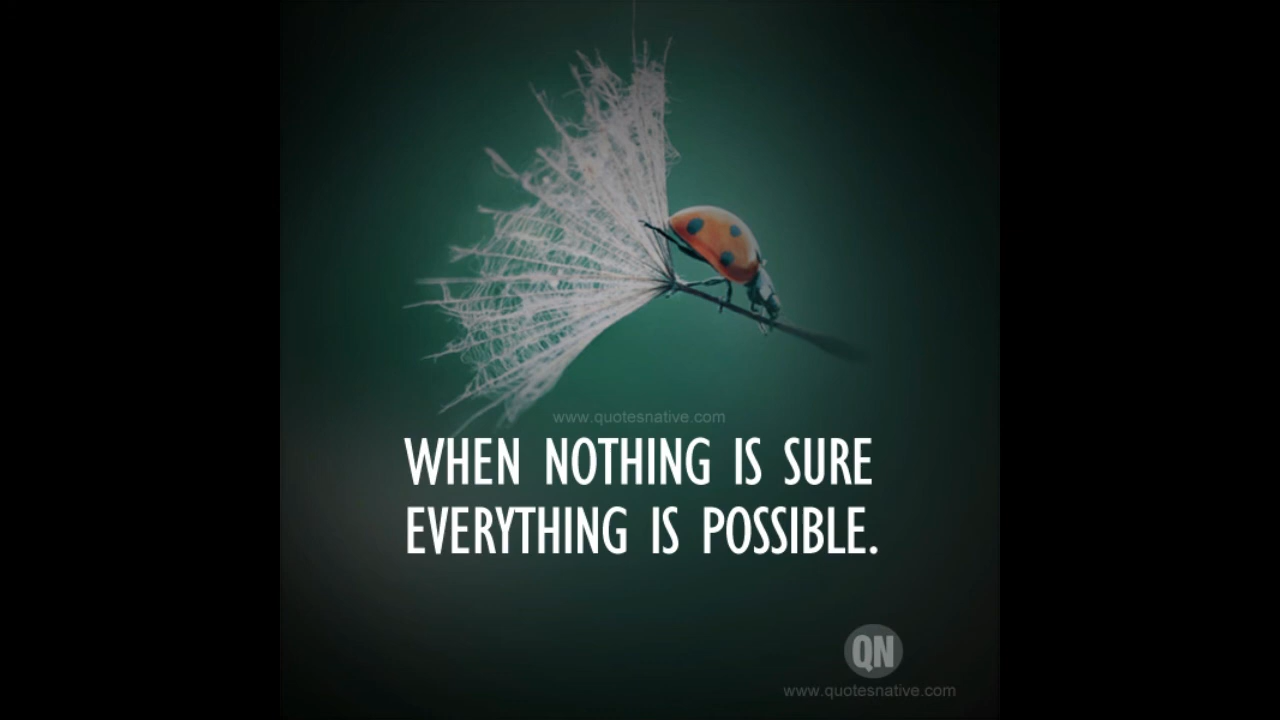 www.quotesnative.com
WHEN NOTHING IS SURE
EVERYTHING IS POSSIBLE.
QN
www.quotesnative.com